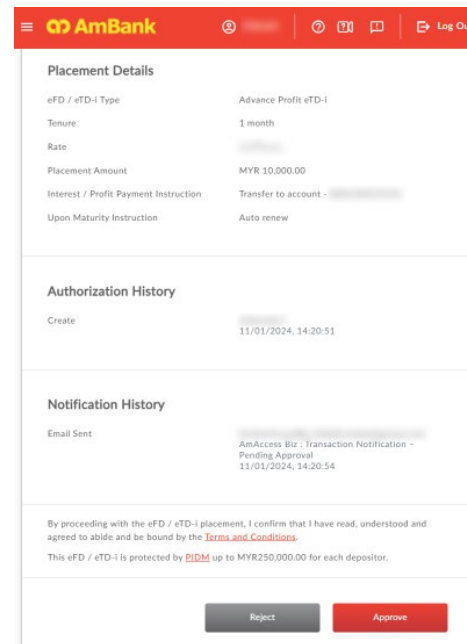 AmBank
Log Ou
Placement Details
eFD / eTD-i Type Advance Profit eTD-i
Tenure 1 month
Rate
Placement Amount MYR 10,000.00
Interest / Profit Payment Instruction Transfer to account -
Upon Maturity Instruction Auto renew
Authorization History
Create
11/01/2024, 14:20:51
Notification History
Email Sent
AmAccess Biz : Transaction Notification –
Pending Approval
11/01/2024, 14:20:54
By proceeding with the eFD / eTD-i placement, I confirm that I have read, understood and
agreed to abide and be bound by the Terms and Conditions.
This eFD / eTD-i is protected by PIDM up to MYR250,000.00 for each depositor.
Reject Approve